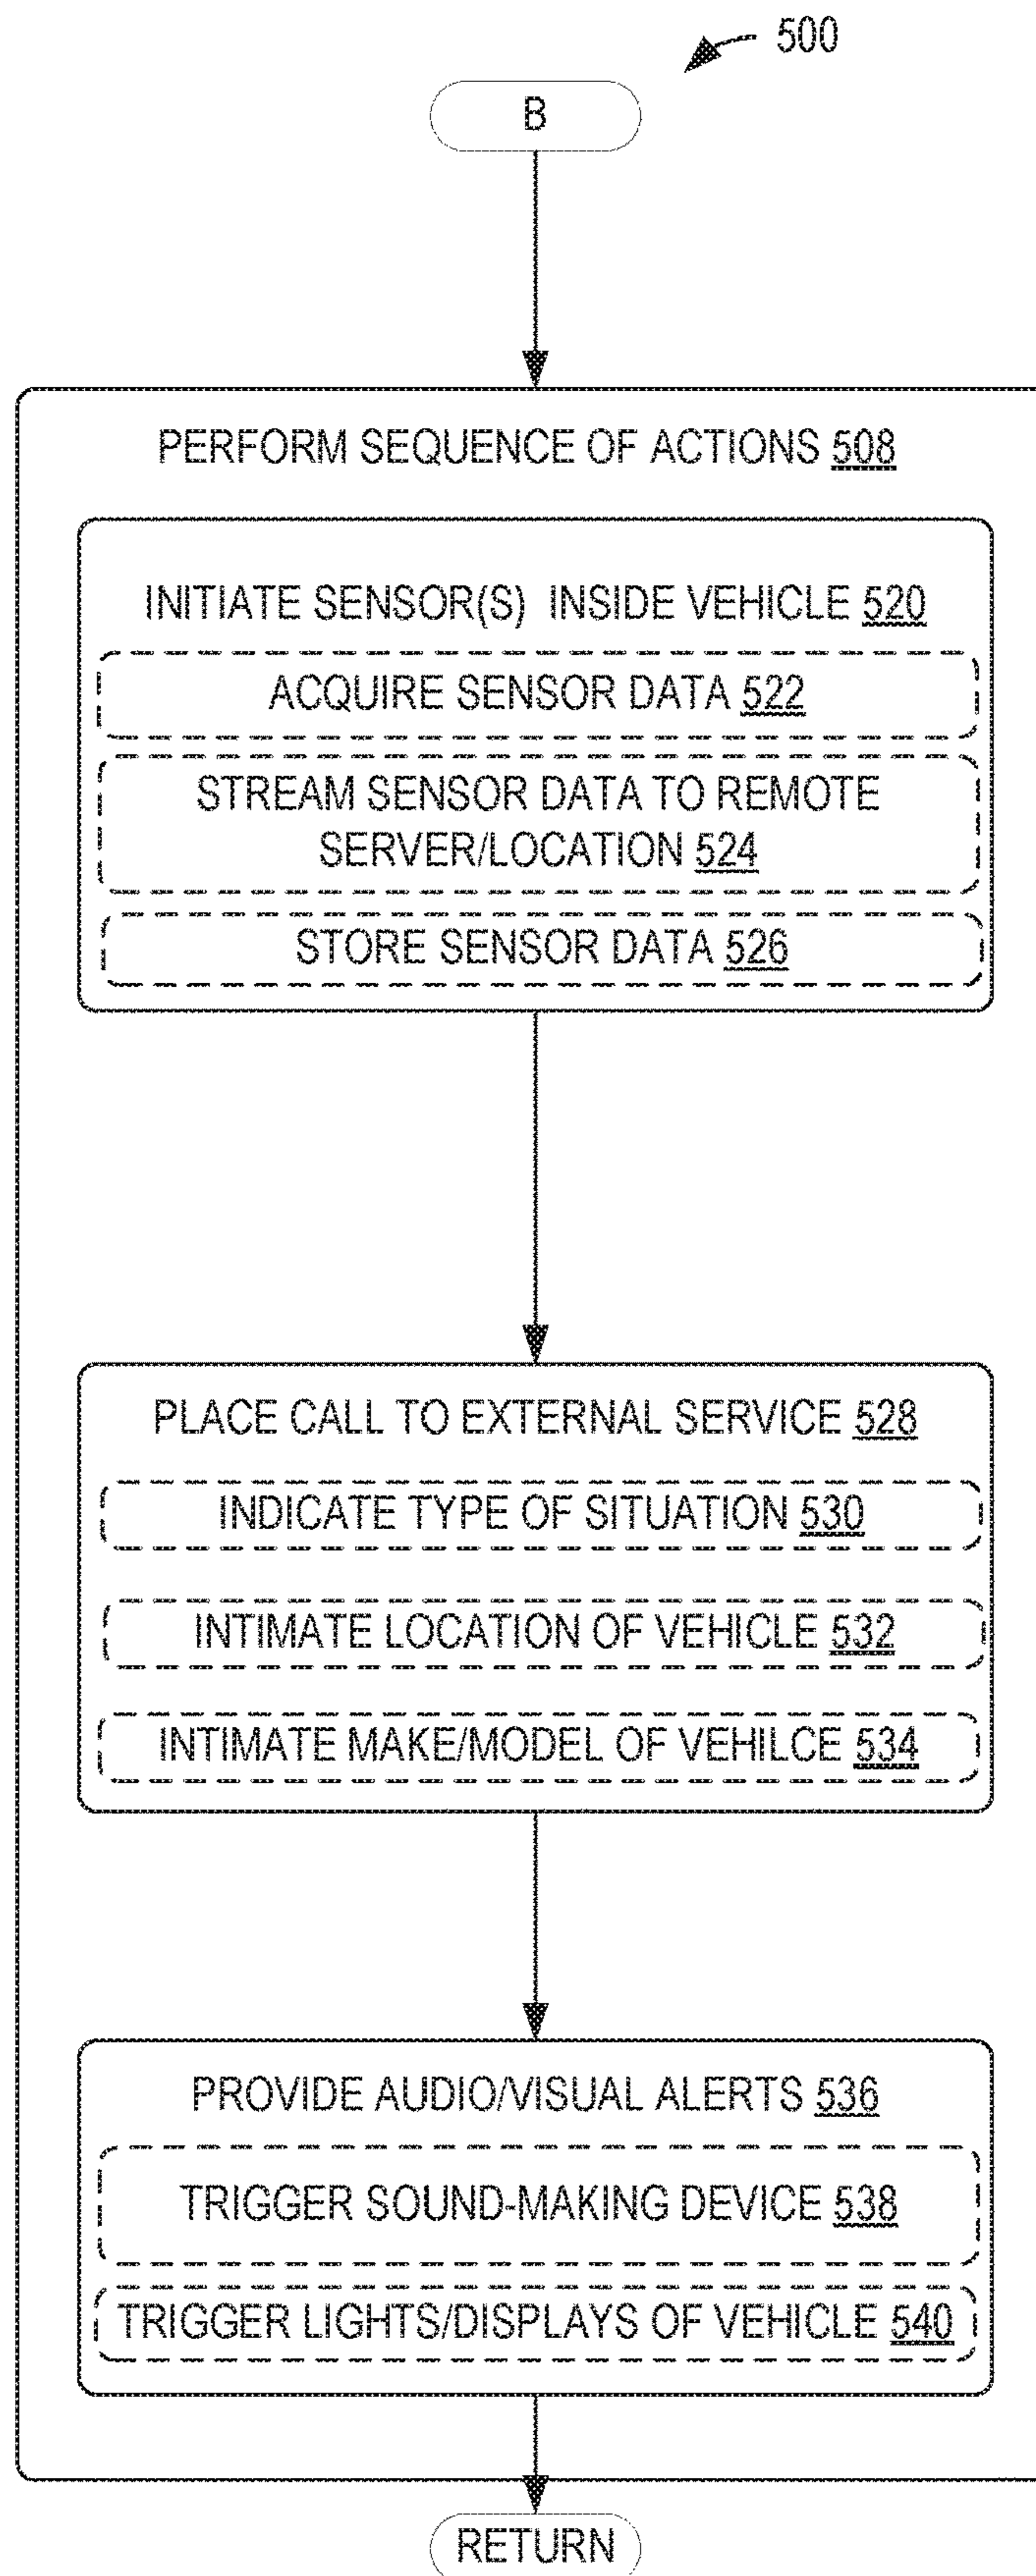 500
B
PERFORM SEQUENCE OF ACTIONS 508
INITIATE SENSOR(S) INSIDE VEHICLE 520
ACQUIRE SENSOR DATA 522
STREAM SENSOR DATA TO REMOTE
SERVER/LOCATION 524
STORE SENSOR DATA 526
PLACE CALL TO EXTERNAL SERVICE 528
INDICATE TYPE OF SITUATION 530
INTIMATE LOCATION OF VEHICLE 532
INTIMATE MAKE/MODEL OF VEHILCE 534
PROVIDE AUDIO/VISUAL ALERTS 536
TRIGGER SOUND-MAKING DEVICE 538
TRIGGER LIGHTS/DISPLAYS OF VEHICLE 540
RETURN